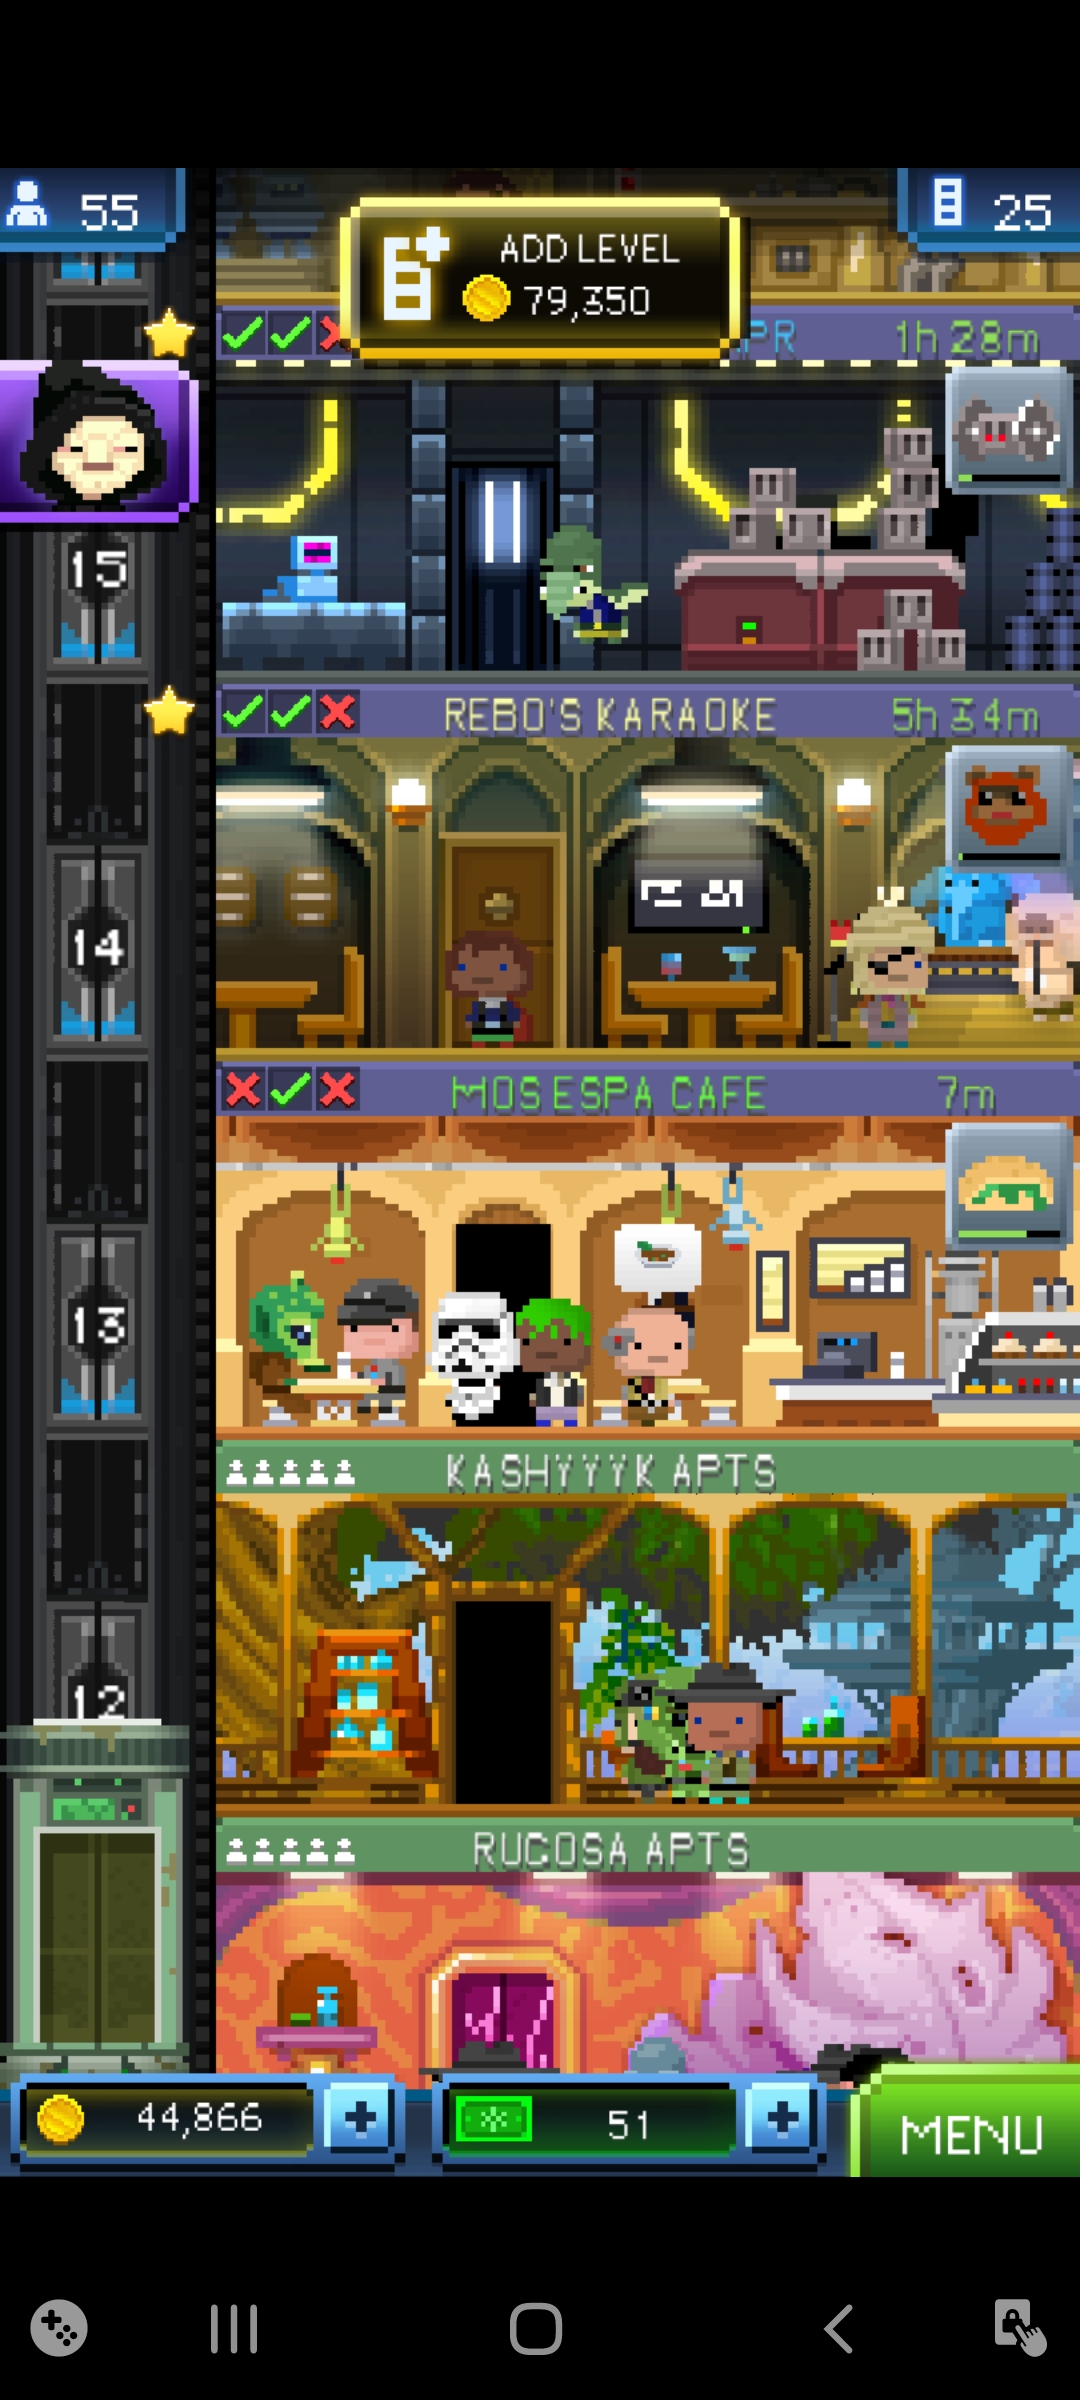 55
25
ADD LEVEL
79,350
PR
1h 28m
15
REBO'S KARAOKE
5h 34m
14
MOS ESPA CAFE
7m
13
KASHYYYK APTS
12
RUCOSA APTS
44,866
51
MENU